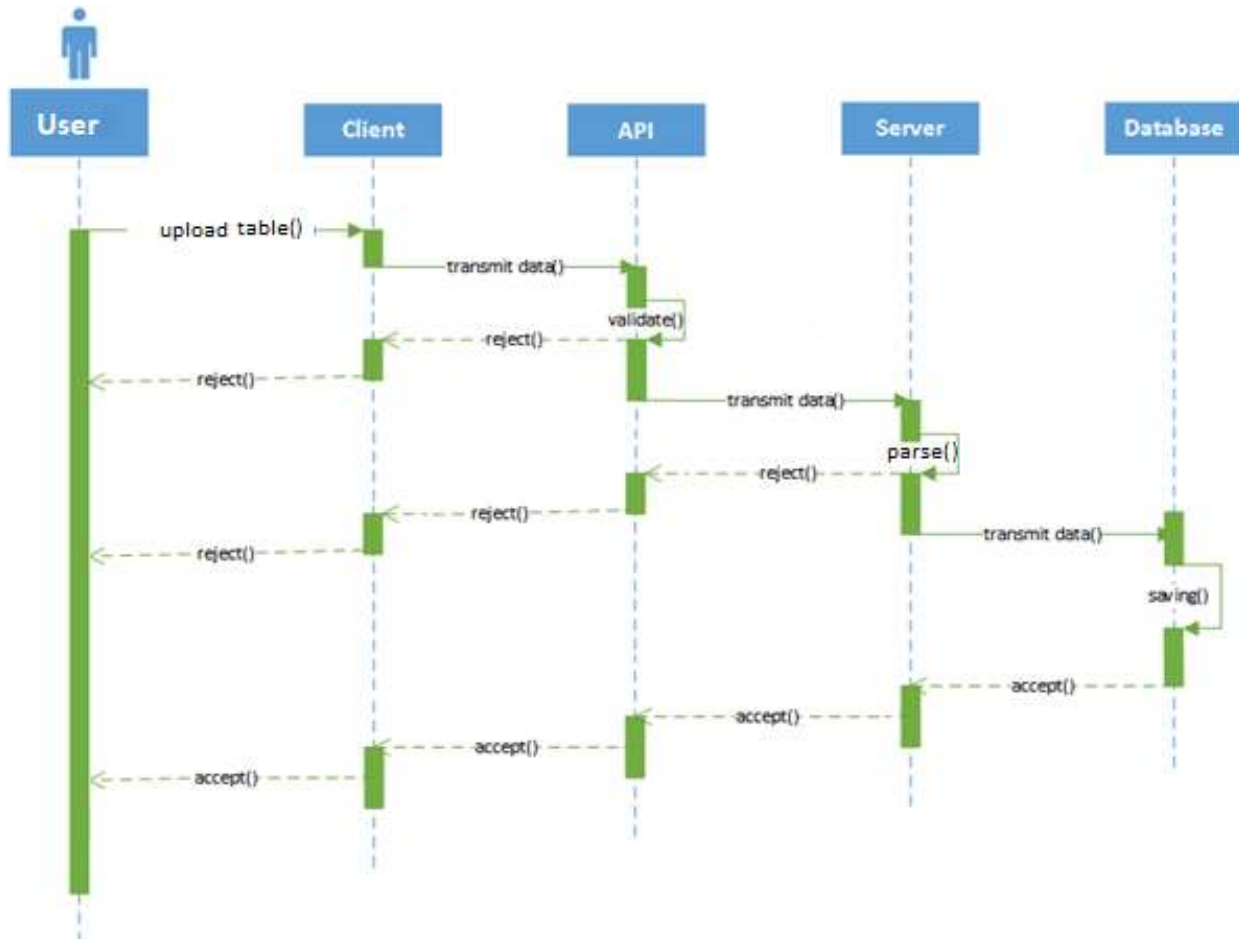 User
Client
API
Server
Database
upload table()
transmit data()
validate()
reject()
reject()
transmit data()
parse()
reject()
reject()
transmit data()
reject()
saving()
accept()
accept()
accept()
accept()